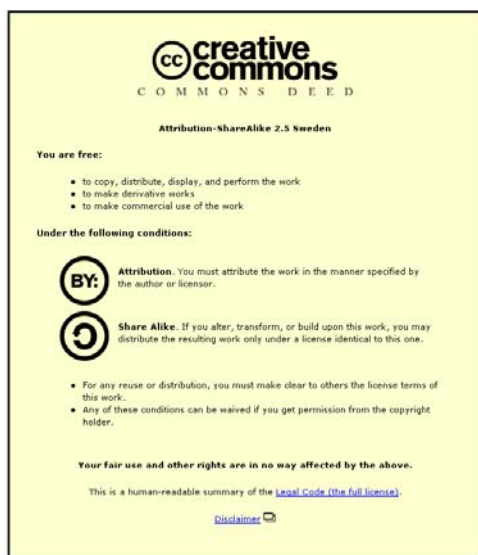 cc creative
commons
COMMONS DEED
Attribution-ShareAlike 2.5 Sweden
You are free:
• to copy, distribute, display, and perform the work
• to make derivative works
• to make commercial use of the work
Under the following conditions:
BY:
Attribution. You must attribute the work in the manner specified by
the author or licensor.
Share Alike. If you alter, transform, or build upon this work, you may
distribute the resulting work only under a license identical to this one.
• For any reuse or distribution, you must make clear to others the license terms of
this work.
• Any of these conditions can be waived if you get permission from the copyright
holder.
Your fair use and other rights are in no way affected by the above.
This is a human-readable summary of the Legal Code (the full license).
Disclaimer